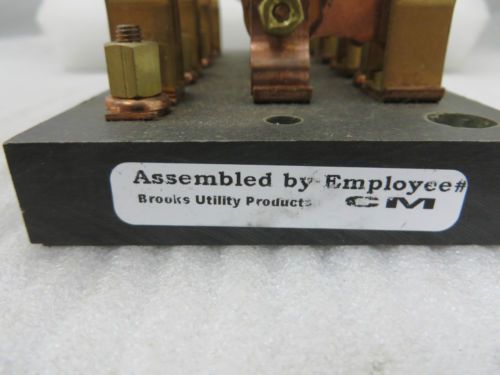 Assembled by Employee#
Brooks Utility Products CM